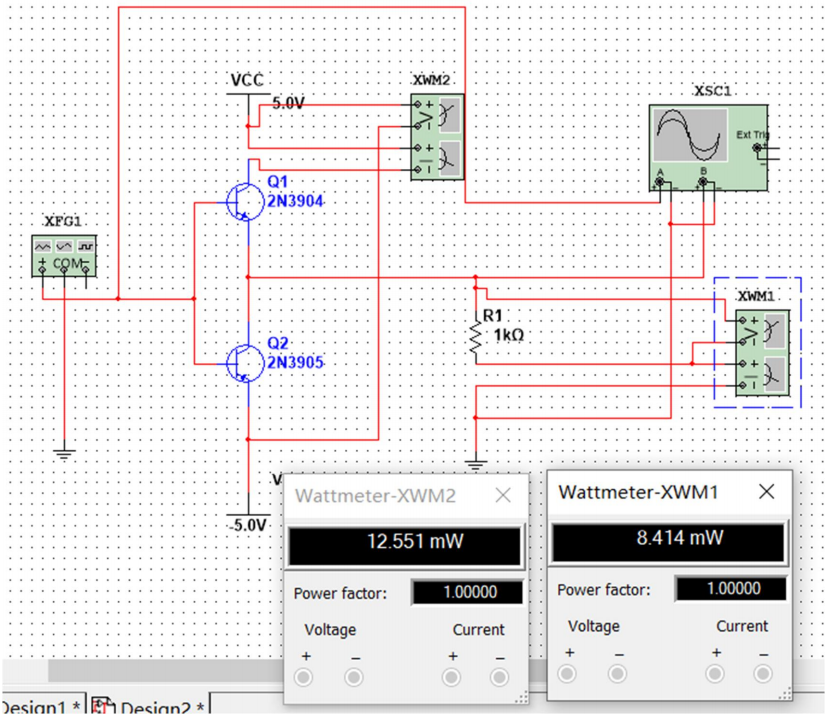 VCC
5.0V
XWM2
V
I
XSC1
Ext Trig
A
B
Q1
2N3904
XFG1
COM
R1
1kΩ
XWM1
V
I
Q2
2N3905
V
-5.0V
Wattmeter-XWM2
12.551 mW
Power factor: 1.00000
Voltage Current
+ − + −
Wattmeter-XWM1
8.414 mW
Power factor: 1.00000
Voltage Current
+ − + −
Design1 * Design2 *